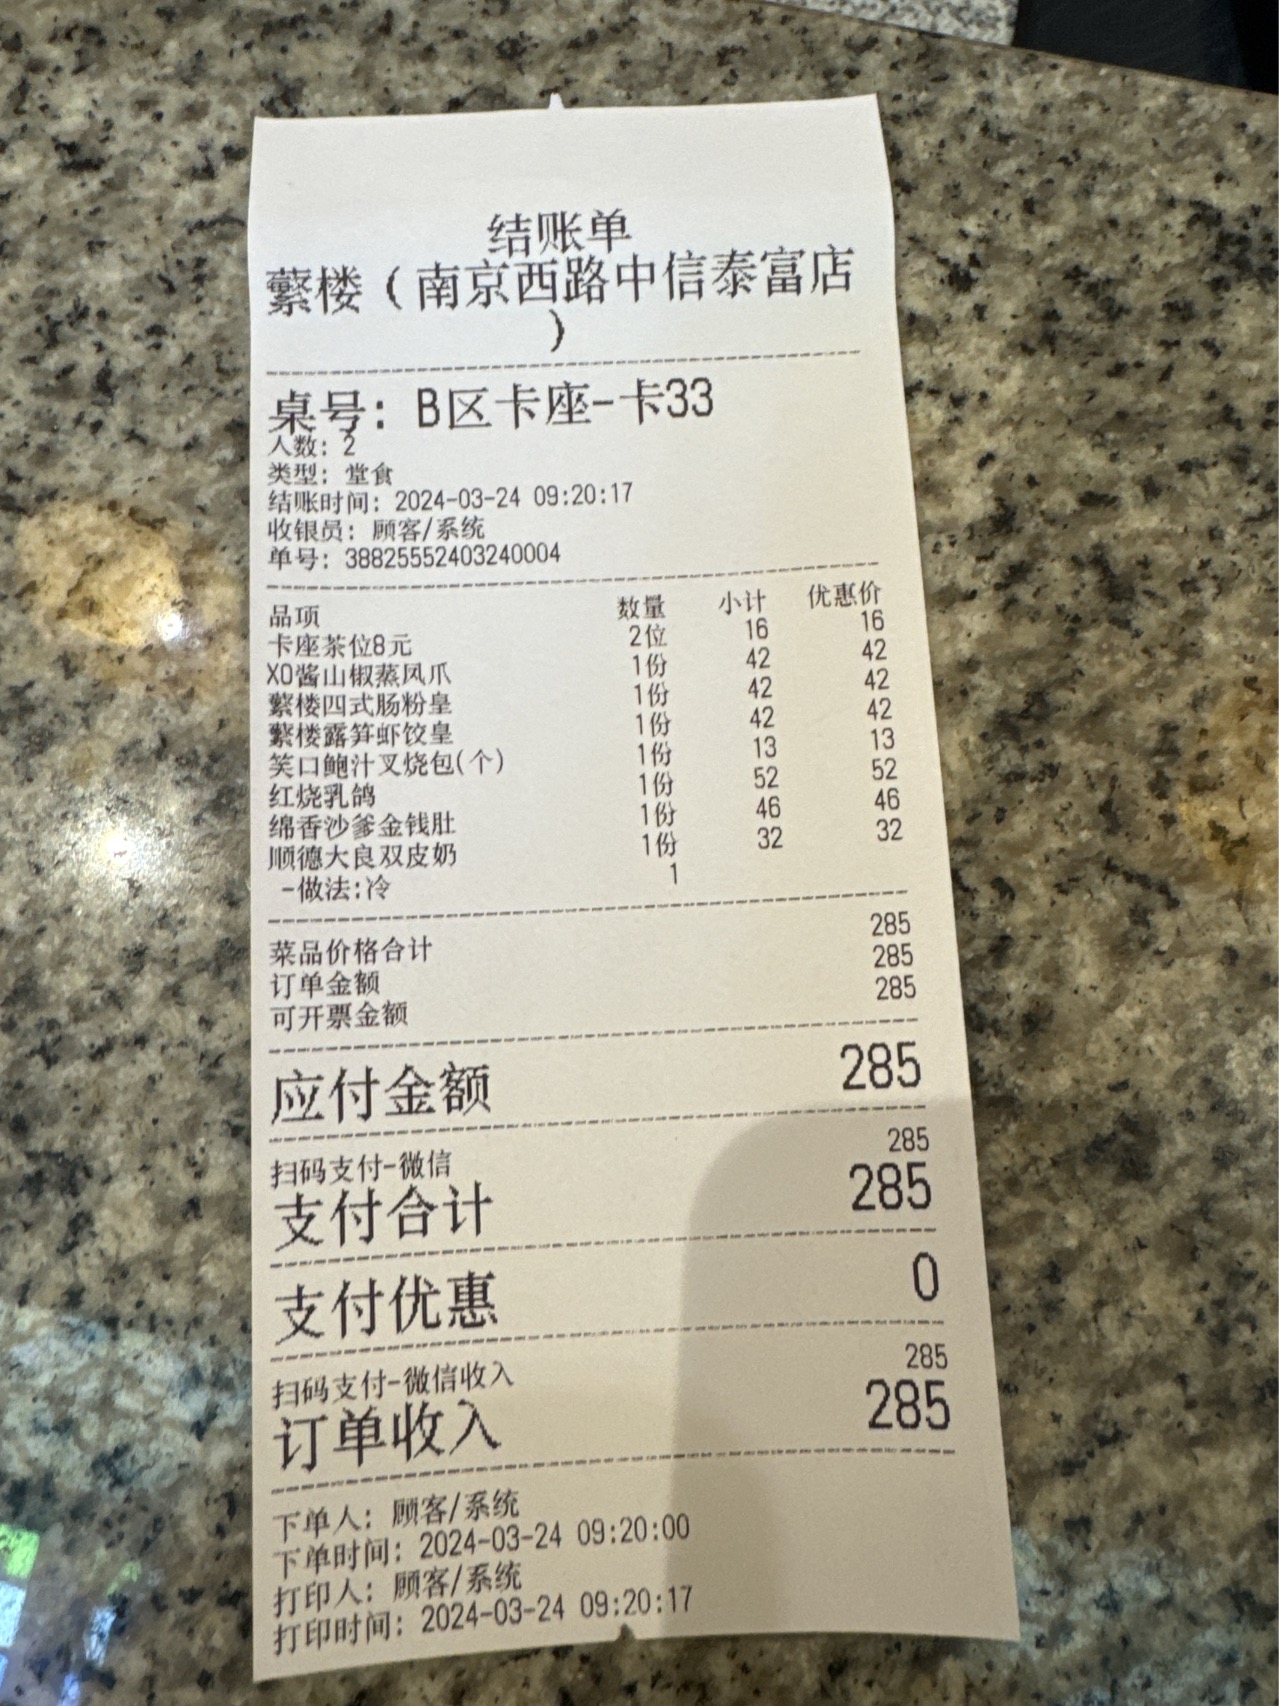 结账单
蘩楼（南京西路中信泰富店
）
桌号：B区卡座-卡33
人数：2
类型：堂食
结账时间：2024-03-24 09:20:17
收银员：顾客/系统
单号：38825552403240004
品项 数量 小计 优惠价
卡座茶位8元 2位 16 16
XO酱山椒蒸凤爪 1份 42 42
蘩楼四式肠粉皇 1份 42 42
蘩楼露笋虾饺皇 1份 42 42
笑口鲍汁叉烧包(个) 1份 13 13
红烧乳鸽 1份 52 52
绵香沙爹金钱肚 1份 46 46
顺德大良双皮奶 1份 32 32
-做法:冷 1
菜品价格合计 285
订单金额 285
可开票金额 285
应付金额 285
扫码支付-微信 285
支付合计 285
支付优惠 0
扫码支付-微信收入 285
订单收入 285
下单人：顾客/系统
下单时间：2024-03-24 09:20:00
打印人：顾客/系统
打印时间：2024-03-24 09:20:17